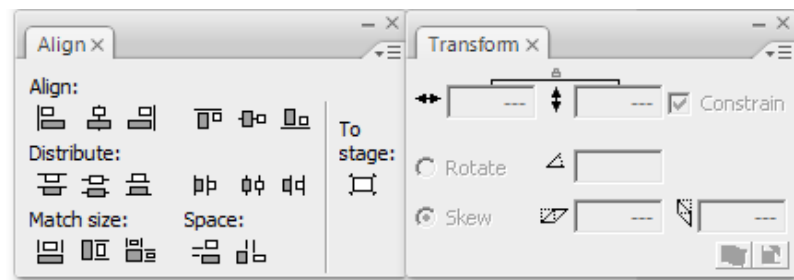 Align ×
Align:
Distribute:
Match size:
Space:
To
stage:
Transform ×
---
---
Constrain
Rotate
Skew
---
---